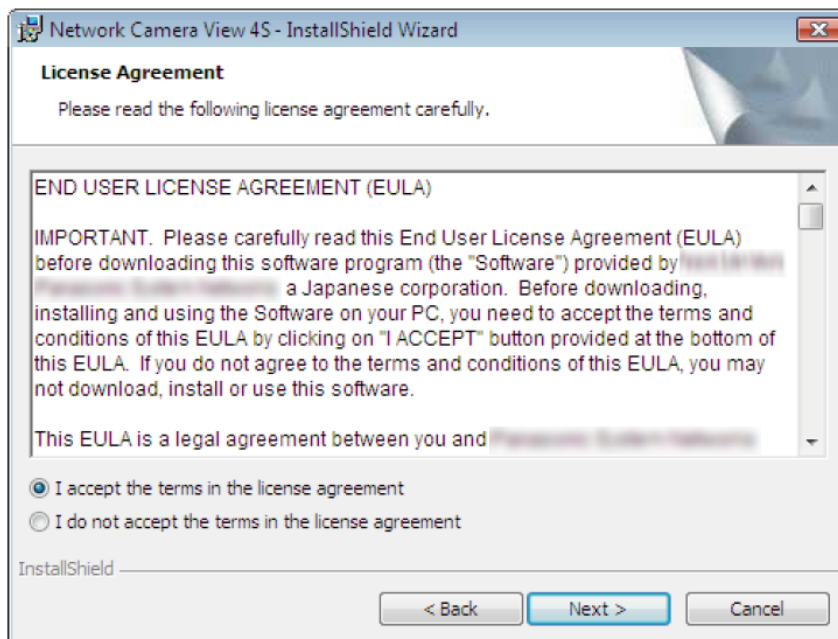 Network Camera View 4S - InstallShield Wizard
License Agreement
Please read the following license agreement carefully.
END USER LICENSE AGREEMENT (EULA)
IMPORTANT.  Please carefully read this End User License Agreement (EULA)
before downloading this software program (the "Software") provided by
a Japanese corporation.  Before downloading,
installing and using the Software on your PC, you need to accept the terms and
conditions of this EULA by clicking on "I ACCEPT" button provided at the bottom of
this EULA.  If you do not agree to the terms and conditions of this EULA, you may
not download, install or use this software.
This EULA is a legal agreement between you and
I accept the terms in the license agreement
I do not accept the terms in the license agreement
InstallShield
< Back
Next >
Cancel